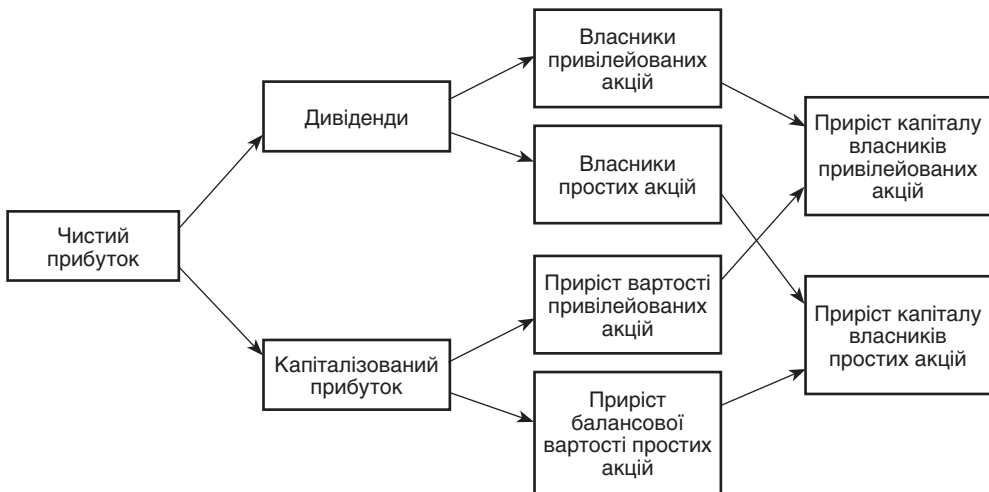 Чистий
прибуток
Дивіденди
Капіталізований
прибуток
Власники
привілейованих
акцій
Власники
простих акцій
Приріст вартості
привілейованих
акцій
Приріст
балансової
вартості простих
акцій
Приріст капіталу
власників
привілейованих
акцій
Приріст капіталу
власників
простих акцій